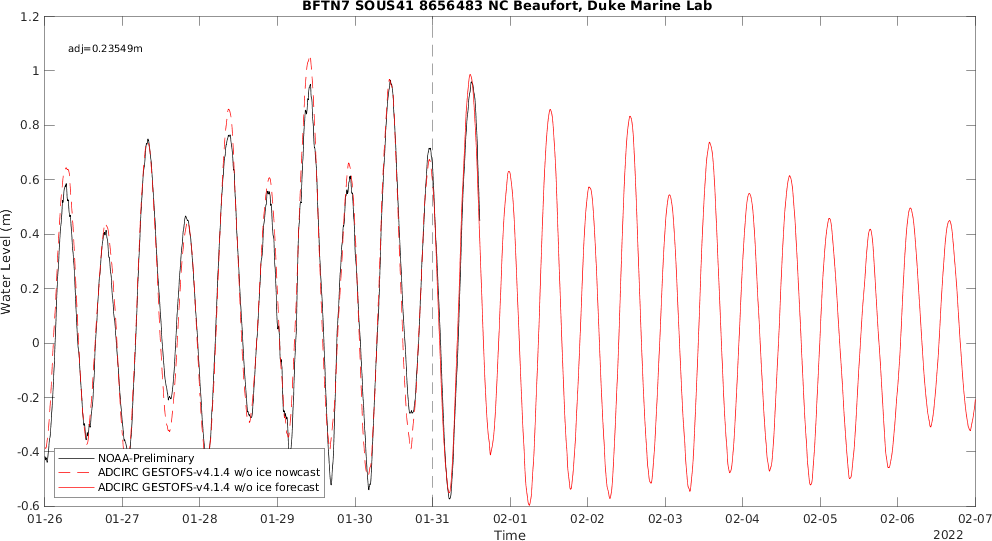 BFTN7 SOUS41 8656483 NC Beaufort, Duke Marine Lab
adj=0.23549m
Water Level (m)
1.2
1
0.8
0.6
0.4
0.2
0
-0.2
-0.4
-0.6
NOAA-Preliminary
ADCIRC GESTOFS-v4.1.4 w/o ice nowcast
ADCIRC GESTOFS-v4.1.4 w/o ice forecast
01-26 01-27 01-28 01-29 01-30 01-31 02-01 02-02 02-03 02-04 02-05 02-06 02-07
Time
2022